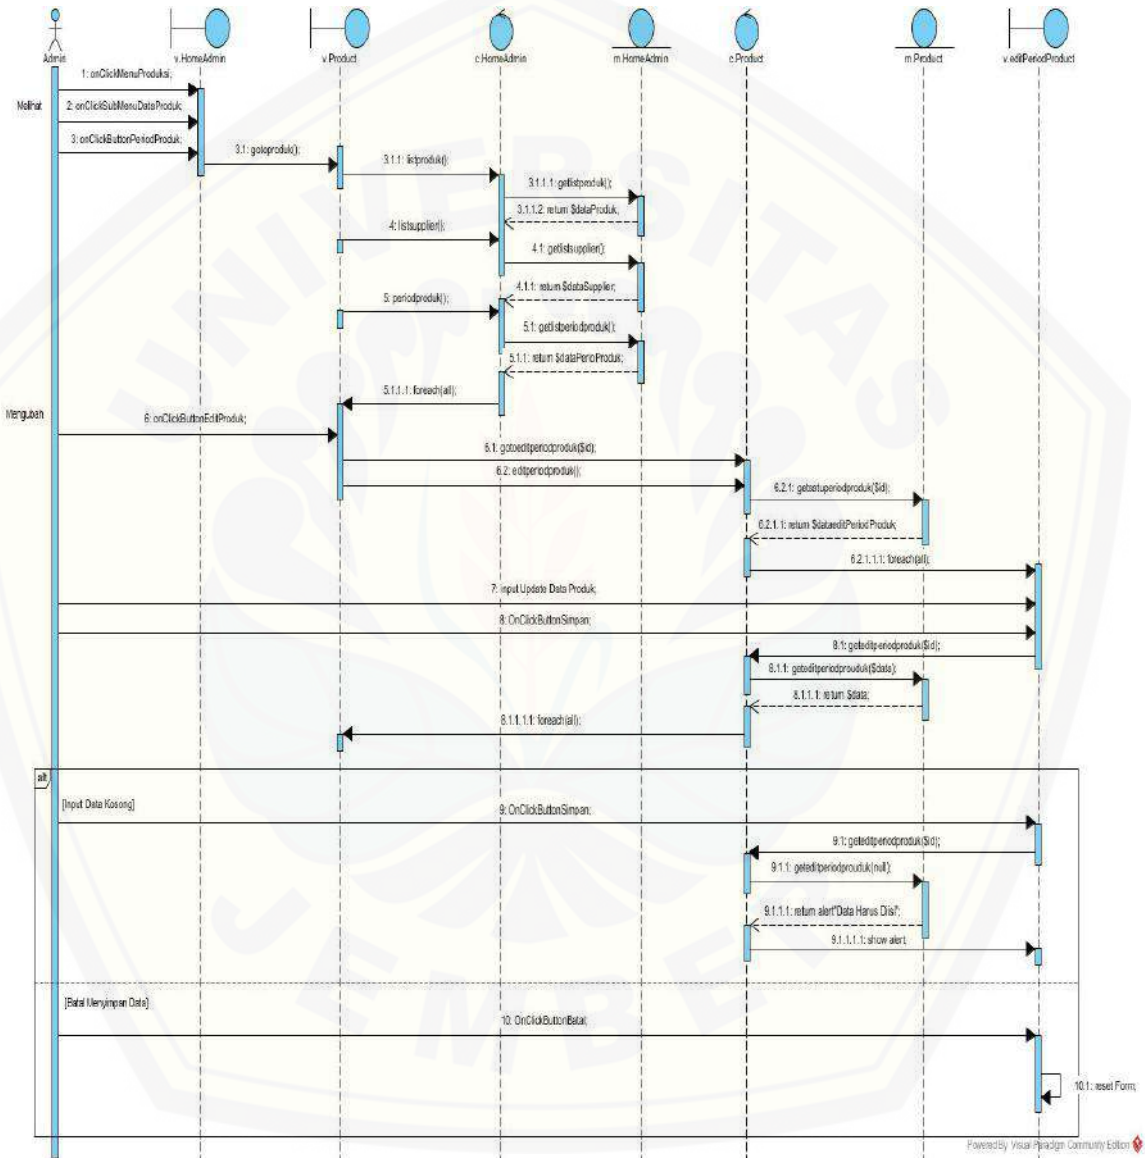 Admin
v.HomeAdmin
v.Product
c.HomeAdmin
m.HomeAdmin
c.Product
m.Product
v.editPeriodProduct
Melihat
1: onClickMenuProduksi;
2: onClickSubMenuDataProduk;
3: onClickButtonPeriodProduk;
3.1: gotoproduk();
3.1.1: listproduk();
3.1.1.1: getlistproduk();
3.1.1.2: return $dataProduk;
4: listsupplier();
4.1: getlistsupplier();
4.1.1: return $dataSupplier;
5: periodproduk();
5.1: getlistperiodproduk();
5.1.1: return $dataPerioProduk;
5.1.1.1: foreach(all);
Mengubah
6: onClickButtonEditProduk;
6.1: gotoeditperiodproduk($id);
6.2: editperiodproduk();
6.2.1: getsatuperiodproduk($id);
6.2.1.1: return $dataeditPeriodProduk;
6.2.1.1.1: foreach(all);
7: input Update Data Produk;
8: OnClickButtonSimpan;
8.1: geteditperiodproduk($id);
8.1.1: geteditperiodprouduk($data);
8.1.1.1: return $data;
8.1.1.1.1: foreach(all);
alt
[Input Data Kosong]
9: OnClickButtonSimpan;
9.1: geteditperiodproduk($id);
9.1.1: geteditperiodprouduk(null);
9.1.1.1: return alert"Data Harus Diisi";
9.1.1.1.1: show alert;
[Batal Menyimpan Data]
10: OnClickButtonBatal;
10.1: reset Form;
UNIVERSITAS
JEMBER
Powered By Visual Paradigm Community Edition